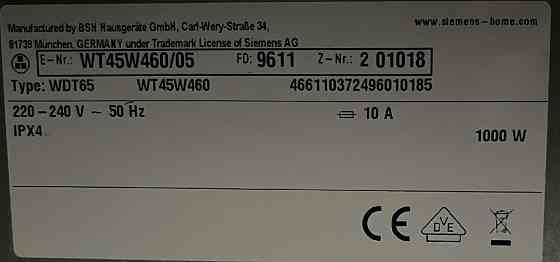 Manufactured by BSH Hausgeräte GmbH, Carl-Wery-Straße 34,
www.siemens-home.com
81739 München, GERMANY under Trademark License of Siemens AG
E-Nr.: WT45W460/05 FD: 9611 Z-Nr.: 2 01018
Type: WDT65 WT45W460 466110372496010185
220-240 V ~ 50 Hz 10 A
IPX4
1000 W
CE DVE